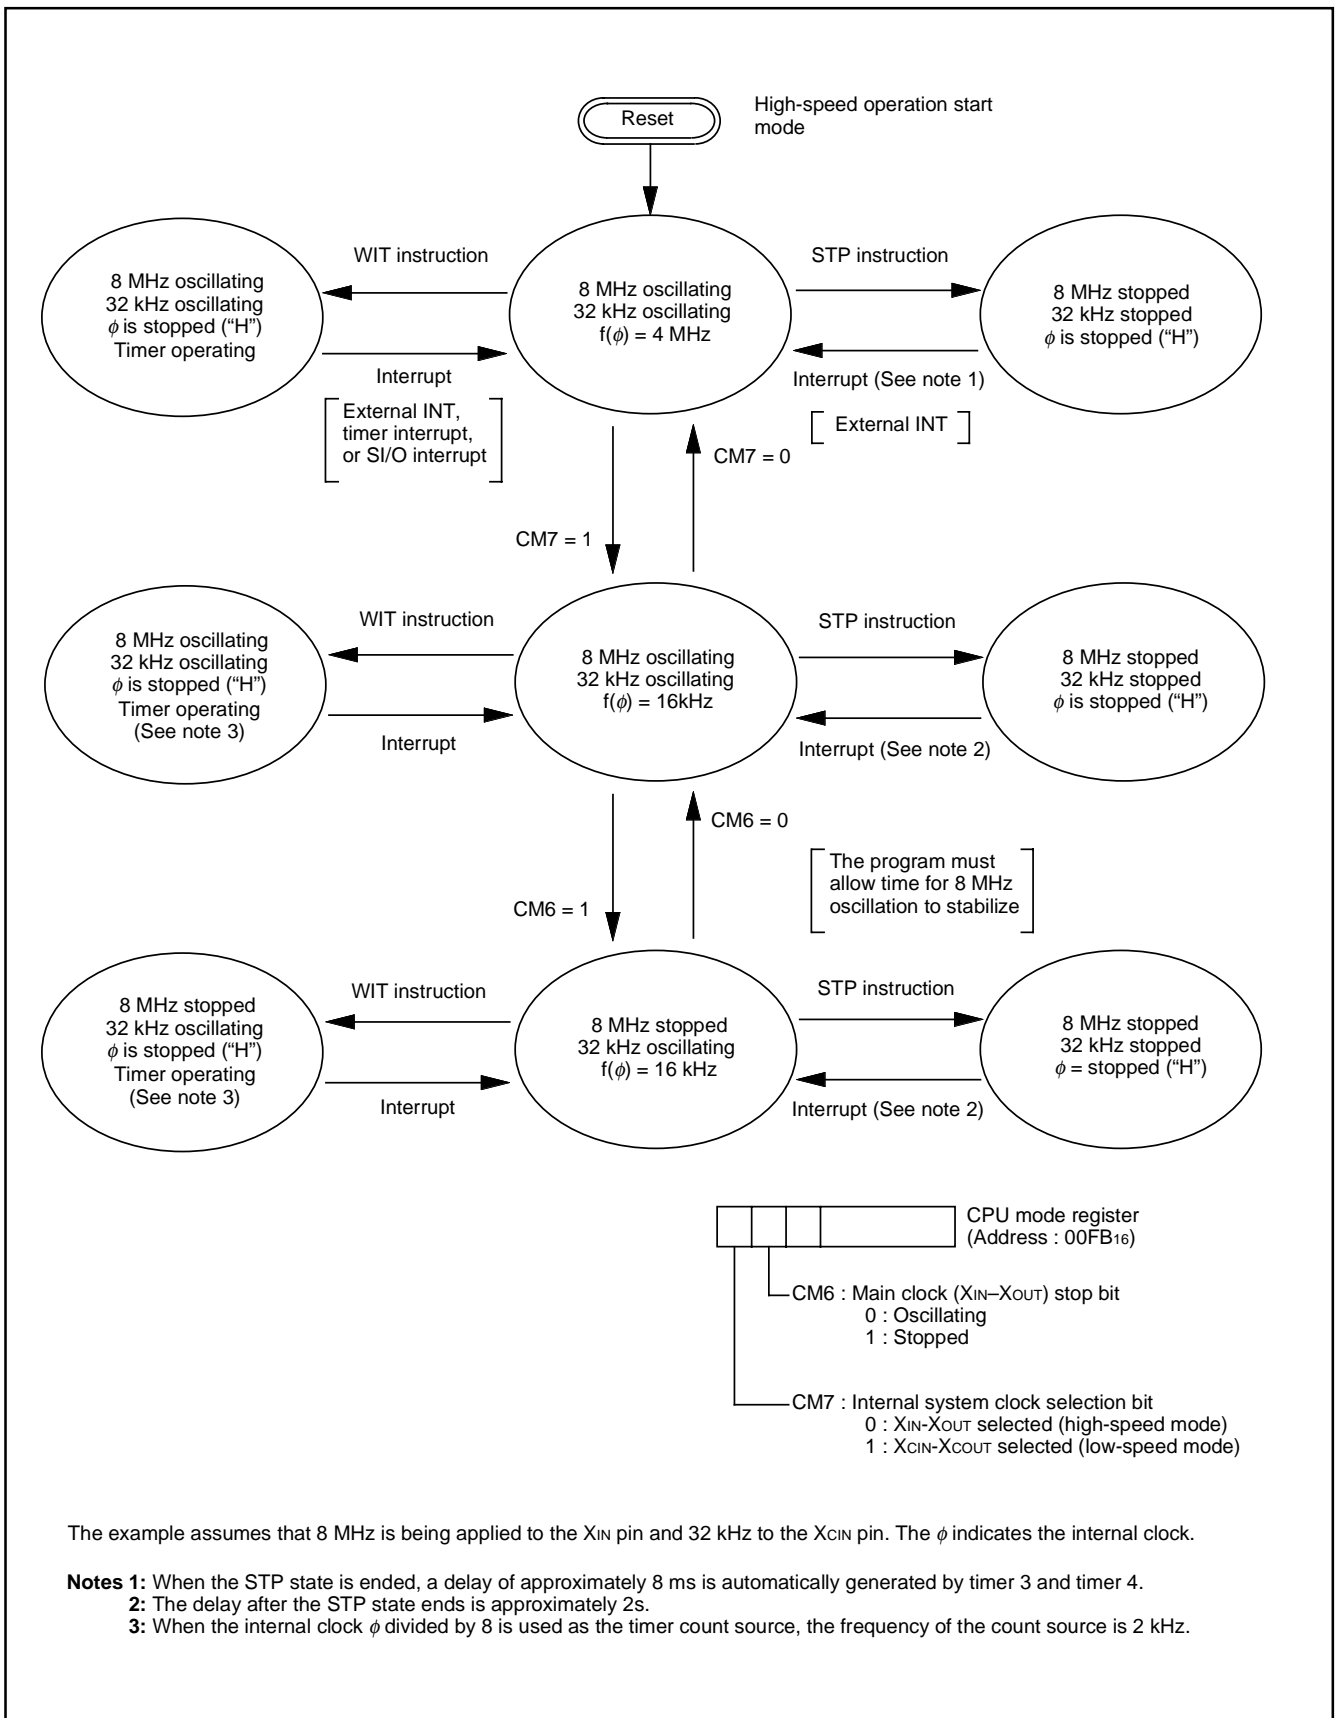 Reset
High-speed operation start
mode
WIT instruction
STP instruction
8 MHz oscillating
32 kHz oscillating
ϕ is stopped (“H”)
Timer operating
8 MHz oscillating
32 kHz oscillating
f(ϕ) = 4 MHz
8 MHz stopped
32 kHz stopped
ϕ is stopped (“H”)
Interrupt
External INT,
timer interrupt,
or SI/O interrupt
Interrupt (See note 1)
External INT
CM7 = 0
CM7 = 1
WIT instruction
STP instruction
8 MHz oscillating
32 kHz oscillating
ϕ is stopped (“H”)
Timer operating
(See note 3)
8 MHz oscillating
32 kHz oscillating
f(ϕ) = 16kHz
8 MHz stopped
32 kHz stopped
ϕ is stopped (“H”)
Interrupt
Interrupt (See note 2)
CM6 = 0
The program must
allow time for 8 MHz
oscillation to stabilize
CM6 = 1
WIT instruction
STP instruction
8 MHz stopped
32 kHz oscillating
ϕ is stopped (“H”)
Timer operating
(See note 3)
8 MHz stopped
32 kHz oscillating
f(ϕ) = 16 kHz
8 MHz stopped
32 kHz stopped
ϕ = stopped (“H”)
Interrupt
Interrupt (See note 2)
CPU mode register
(Address : 00FB16)
CM6 : Main clock (XIN–XOUT) stop bit
0 : Oscillating
1 : Stopped
CM7 : Internal system clock selection bit
0 : XIN-XOUT selected (high-speed mode)
1 : XCIN-XCOUT selected (low-speed mode)
The example assumes that 8 MHz is being applied to the XIN pin and 32 kHz to the XCIN pin. The ϕ indicates the internal clock.
Notes 1: When the STP state is ended, a delay of approximately 8 ms is automatically generated by timer 3 and timer 4.
2: The delay after the STP state ends is approximately 2s.
3: When the internal clock ϕ divided by 8 is used as the timer count source, the frequency of the count source is 2 kHz.